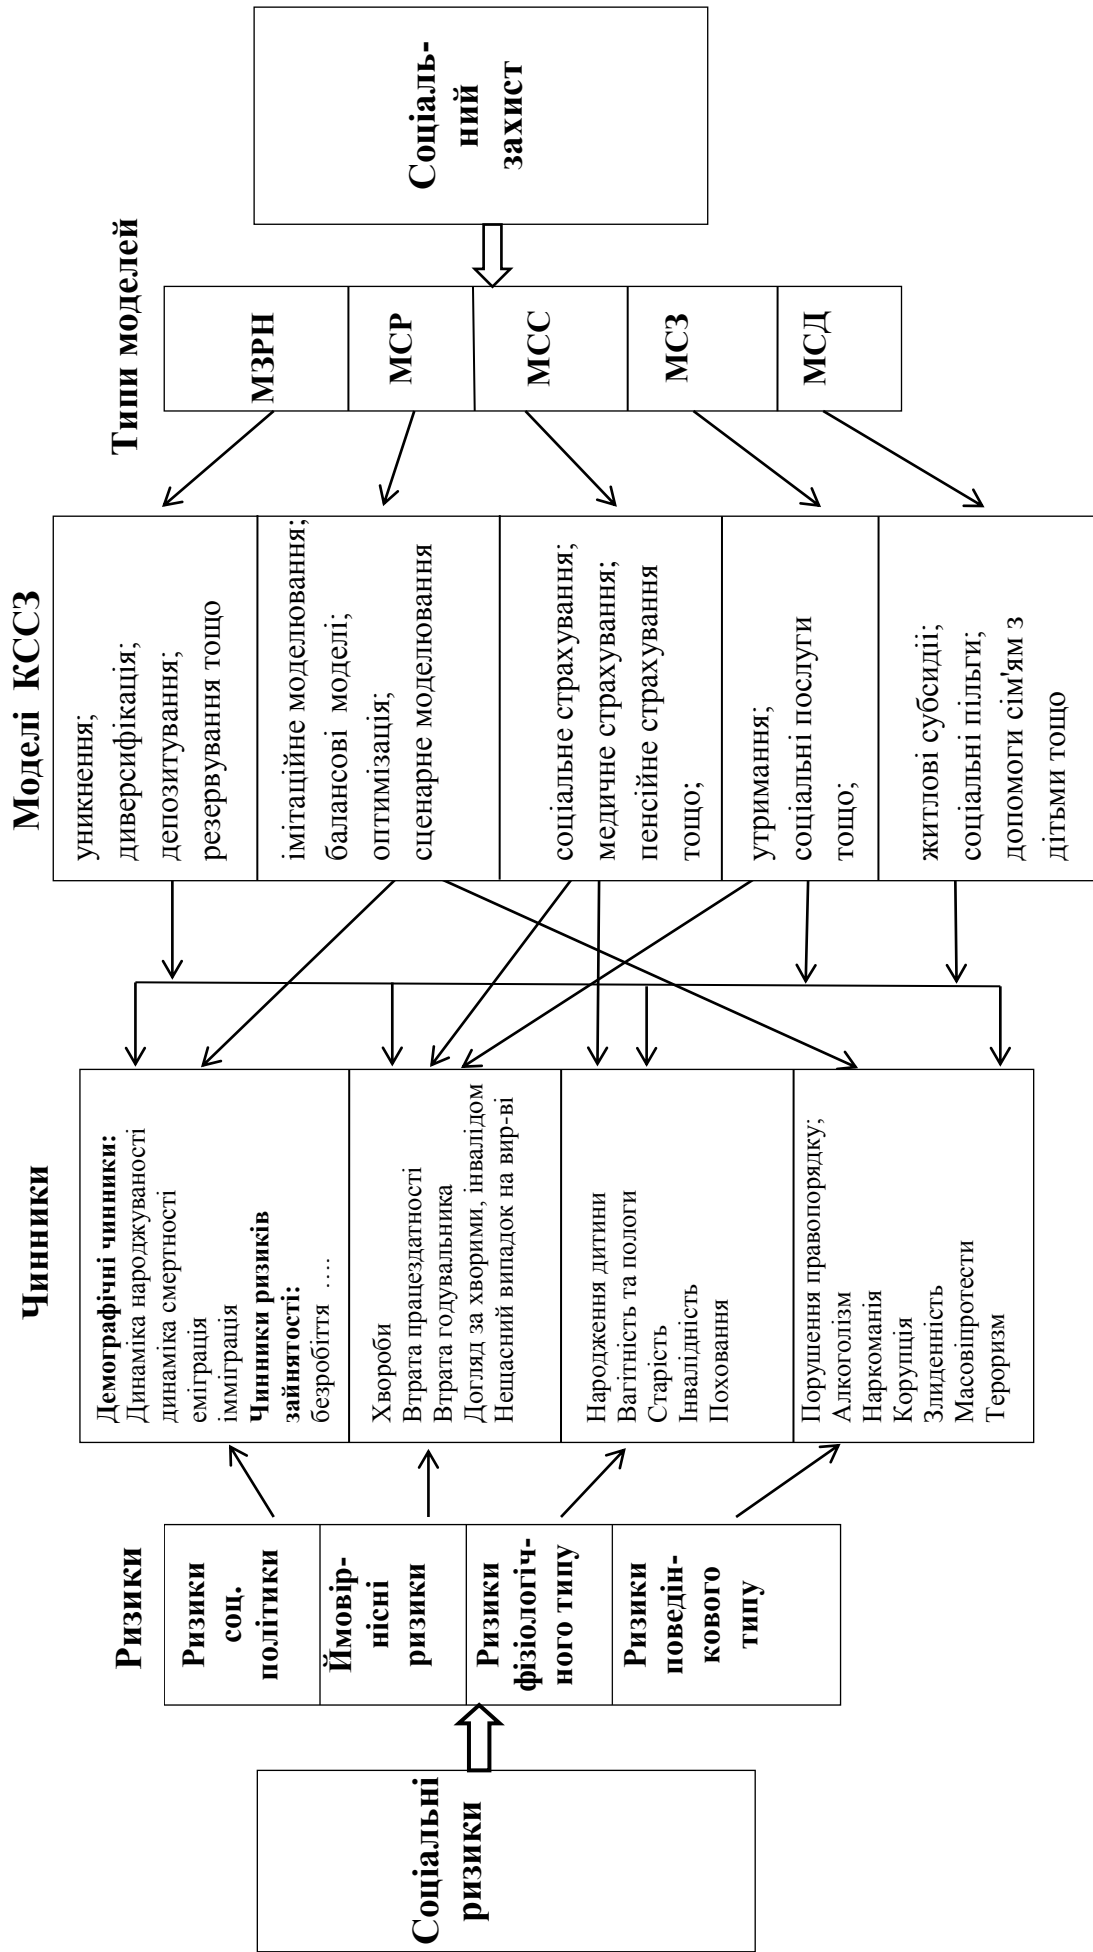 Соціальні
ризики
Ризики
Ризики
соц.
політики
Ймовір-
нісні
ризики
Ризики
фізіологіч-
ного типу
Ризики
поведін-
кового
типу
Чинники
Демографічні чинники:
Динаміка народжуваності
динаміка смертності
еміграція
імміграція
Чинники ризиків
зайнятості:
безробіття ….
Хвороби
Втрата працездатності
Втрата годувальника
Догляд за хворими, інвалідом
Нещасний випадок на вир-ві
Народження дитини
Вагітність та пологи
Старість
Інвалідність
Поховання
Порушення правопорядку;
Алкоголізм
Наркоманія
Корупція
Злиденність
Масовіпротести
Тероризм
Моделі КССЗ
уникнення;
диверсифікація;
депозитування;
резервування тощо
імітаційне моделювання;
балансові моделі;
оптимізація;
сценарне моделювання
соціальне страхування;
медичне страхування;
пенсійне страхування
тощо;
утримання;
соціальні послуги
тощо;
житлові субсидії;
соціальні пільги;
допомоги сім'ям з
дітьми тощо
Типи моделей
МЗРН
МСР
МСС
МСЗ
МСД
Соціаль-
ний
захист